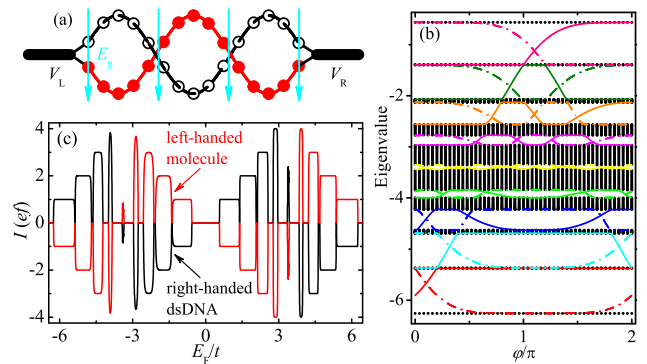 (a)
E_g
V_L
V_R
(b)
Eigenvalue
-2
-4
-6
0
1
2
φ/π
(c)
left-handed
molecule
right-handed
dsDNA
I (ef)
4
2
0
-2
-4
-6
-3
0
3
6
E_F/t